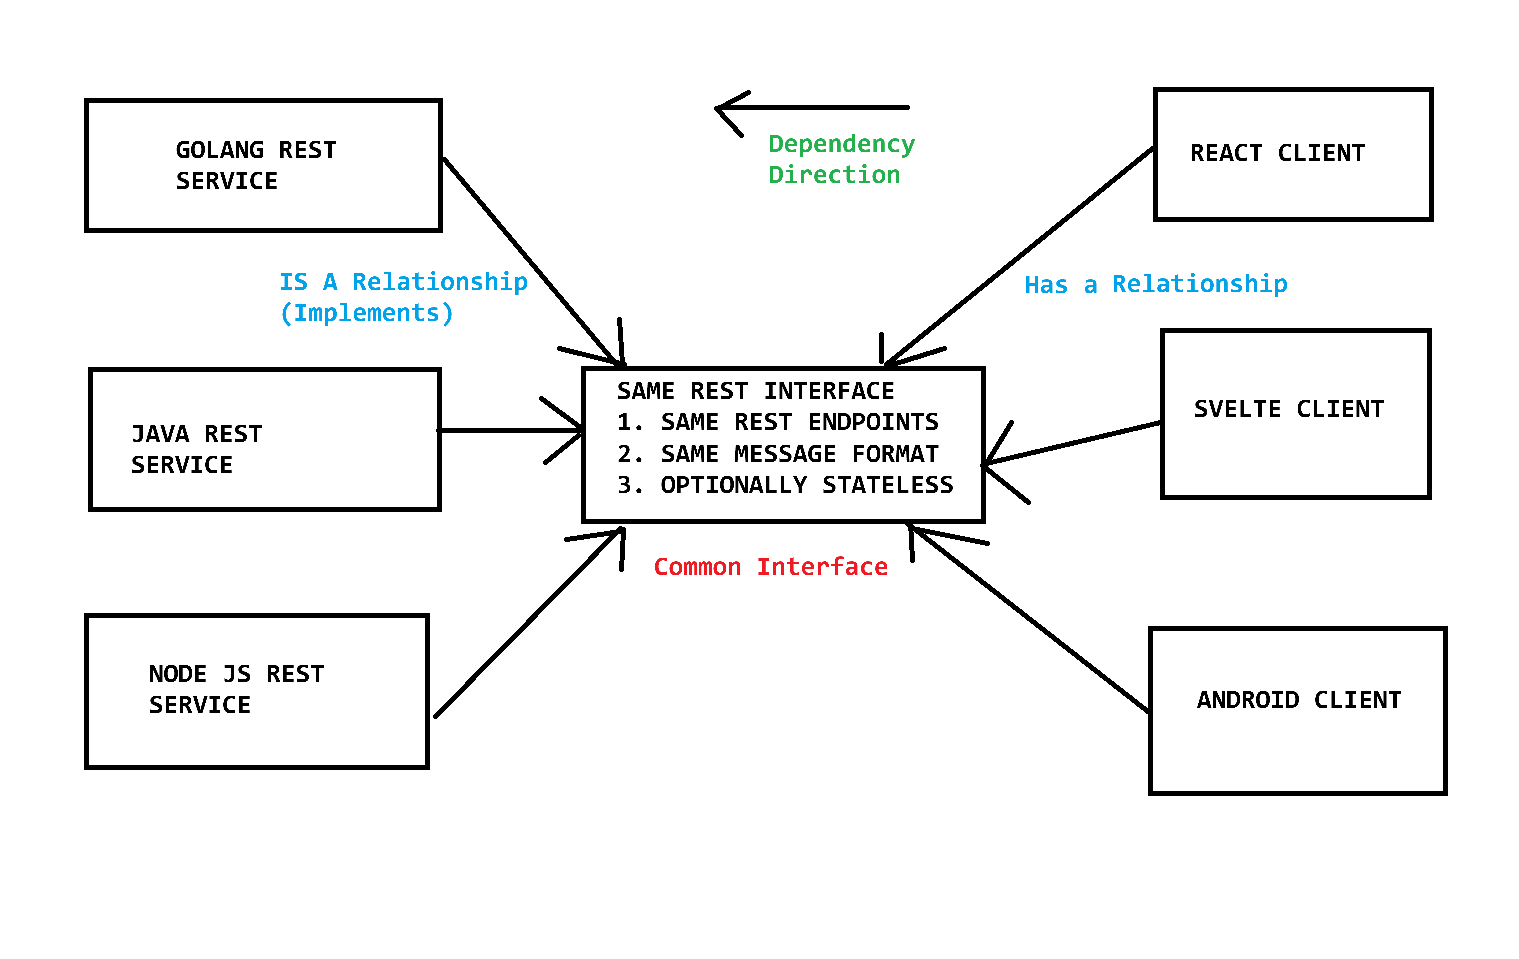 GOLANG REST
SERVICE
Dependency
Direction
REACT CLIENT
IS A Relationship
(Implements)
Has a Relationship
JAVA REST
SERVICE
SAME REST INTERFACE
1. SAME REST ENDPOINTS
2. SAME MESSAGE FORMAT
3. OPTIONALLY STATELESS
SVELTE CLIENT
Common Interface
NODE JS REST
SERVICE
ANDROID CLIENT